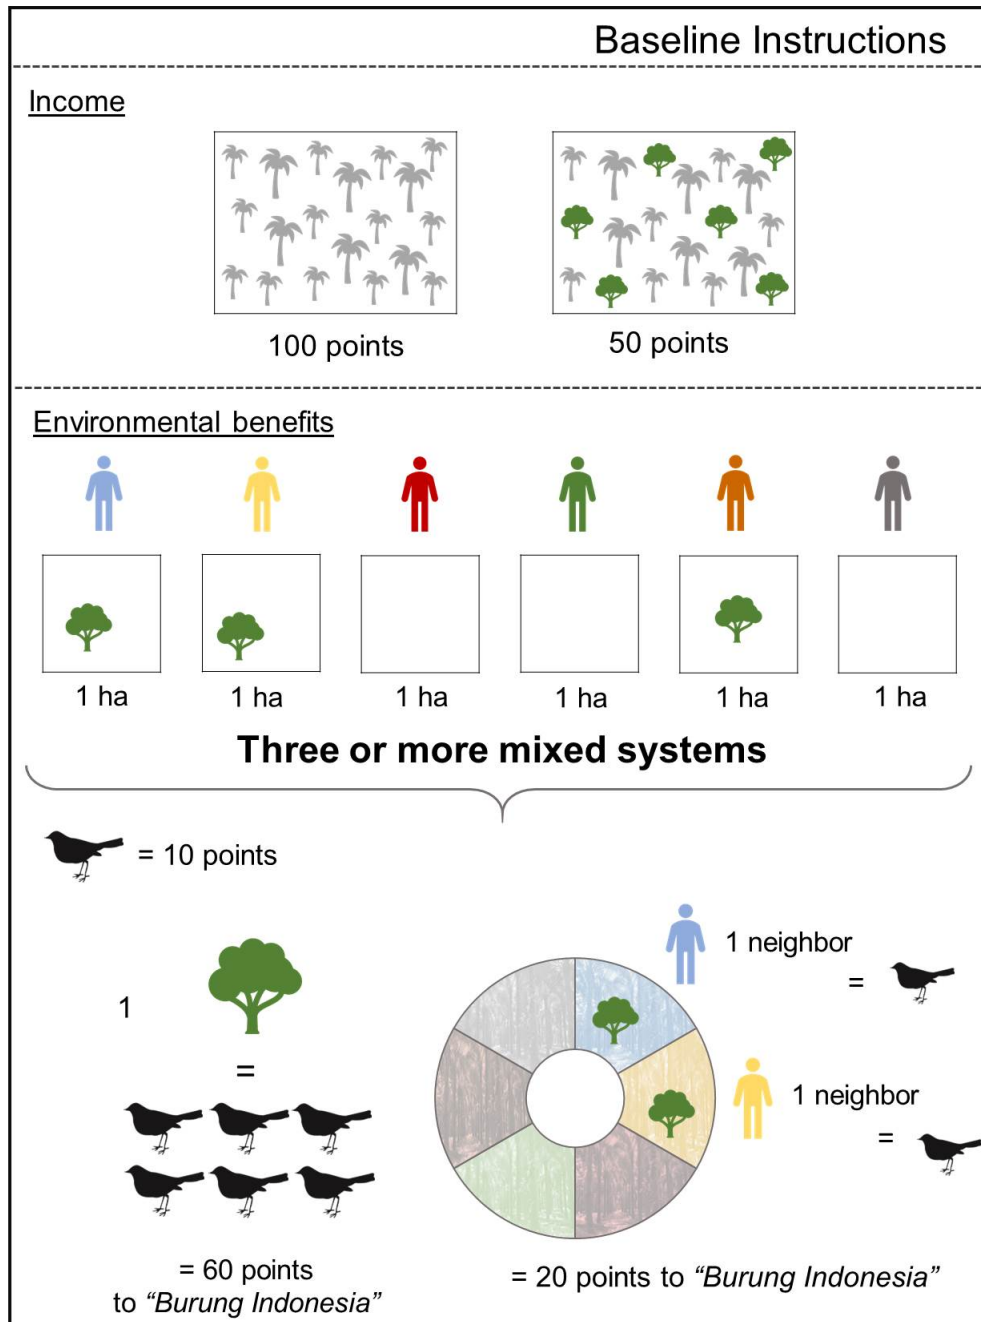 Baseline Instructions
Income
100 points
50 points
Environmental benefits
1 ha
1 ha
1 ha
1 ha
1 ha
1 ha
Three or more mixed systems
= 10 points
1 neighbor
=
1
=
1 neighbor
=
= 60 points
to “Burung Indonesia”
= 20 points to “Burung Indonesia”